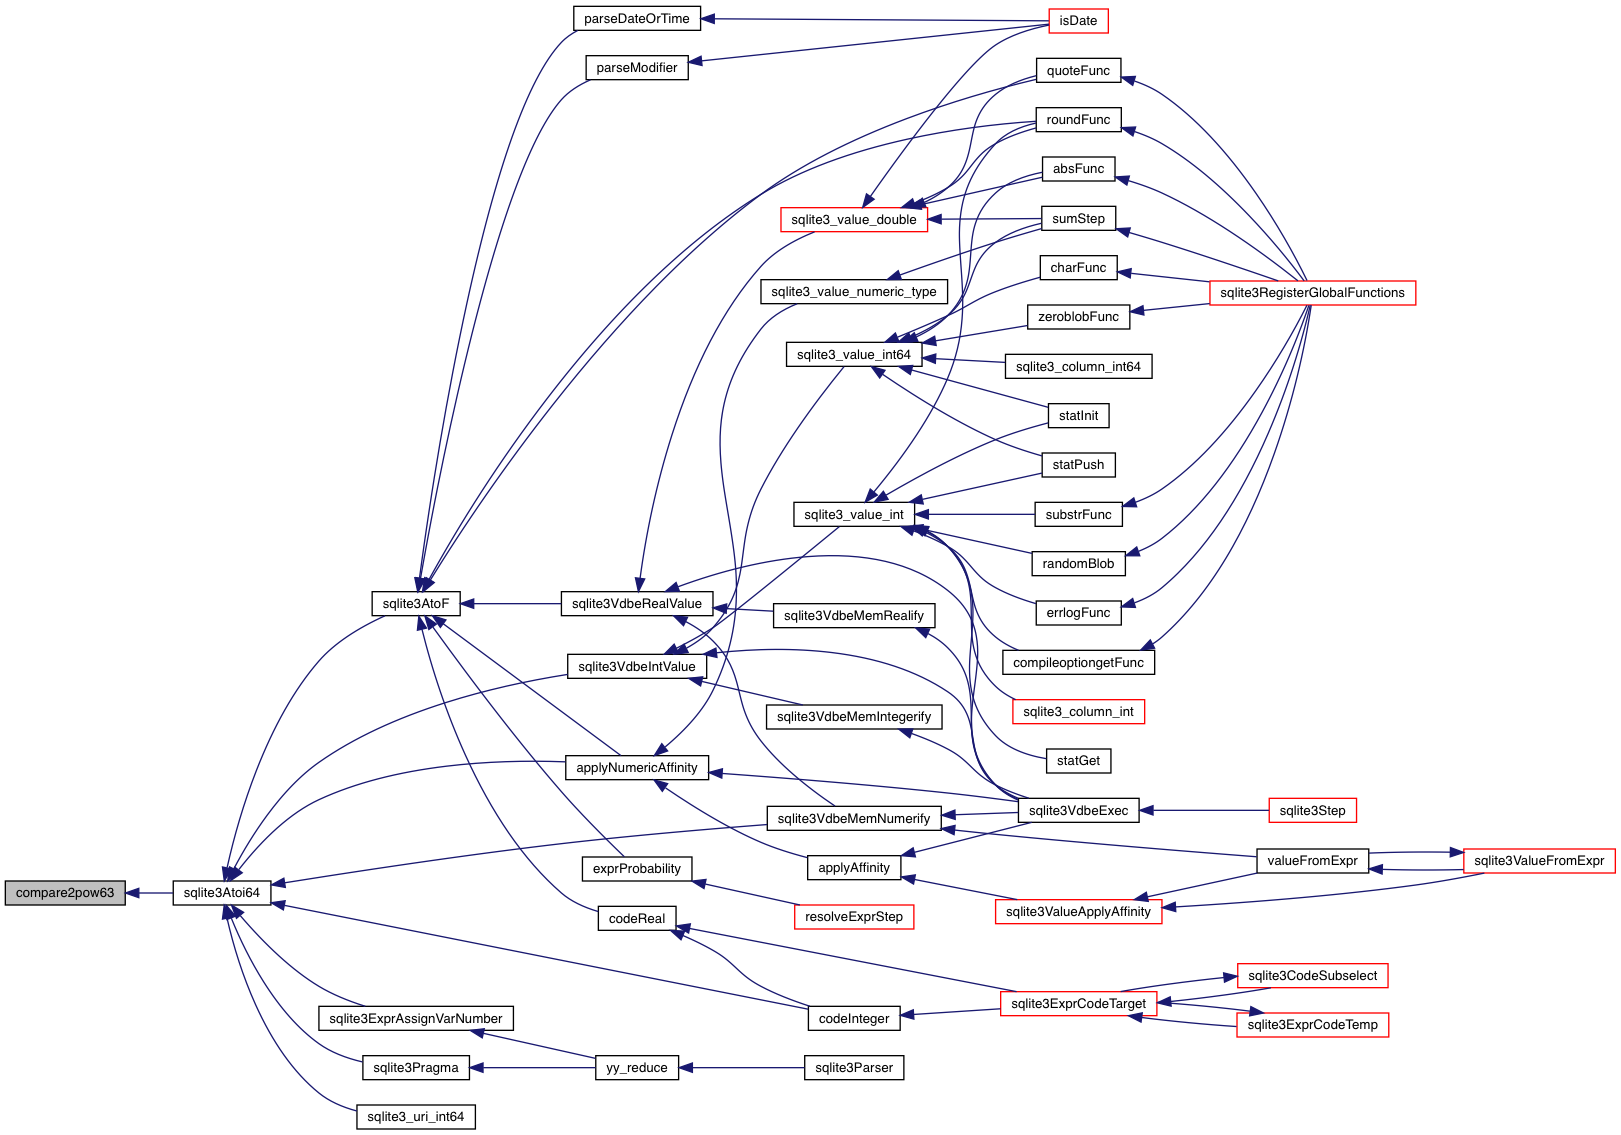 parseDateOrTime
isDate
parseModifier
quoteFunc
roundFunc
absFunc
sqlite3_value_double
sumStep
charFunc
sqlite3_value_numeric_type
sqlite3RegisterGlobalFunctions
zeroblobFunc
sqlite3_value_int64
sqlite3_column_int64
statInit
statPush
sqlite3_value_int
substrFunc
randomBlob
sqlite3AtoF
sqlite3VdbeRealValue
sqlite3VdbeMemRealify
errlogFunc
sqlite3VdbeIntValue
compileoptiongetFunc
sqlite3VdbeMemIntegerify
sqlite3_column_int
applyNumericAffinity
statGet
sqlite3VdbeMemNumerify
sqlite3VdbeExec
sqlite3Step
exprProbability
applyAffinity
valueFromExpr
sqlite3ValueFromExpr
compare2pow63
sqlite3Atoi64
codeReal
resolveExprStep
sqlite3ValueApplyAffinity
sqlite3CodeSubselect
sqlite3ExprAssignVarNumber
codeInteger
sqlite3ExprCodeTarget
sqlite3ExprCodeTemp
sqlite3Pragma
yy_reduce
sqlite3Parser
sqlite3_uri_int64